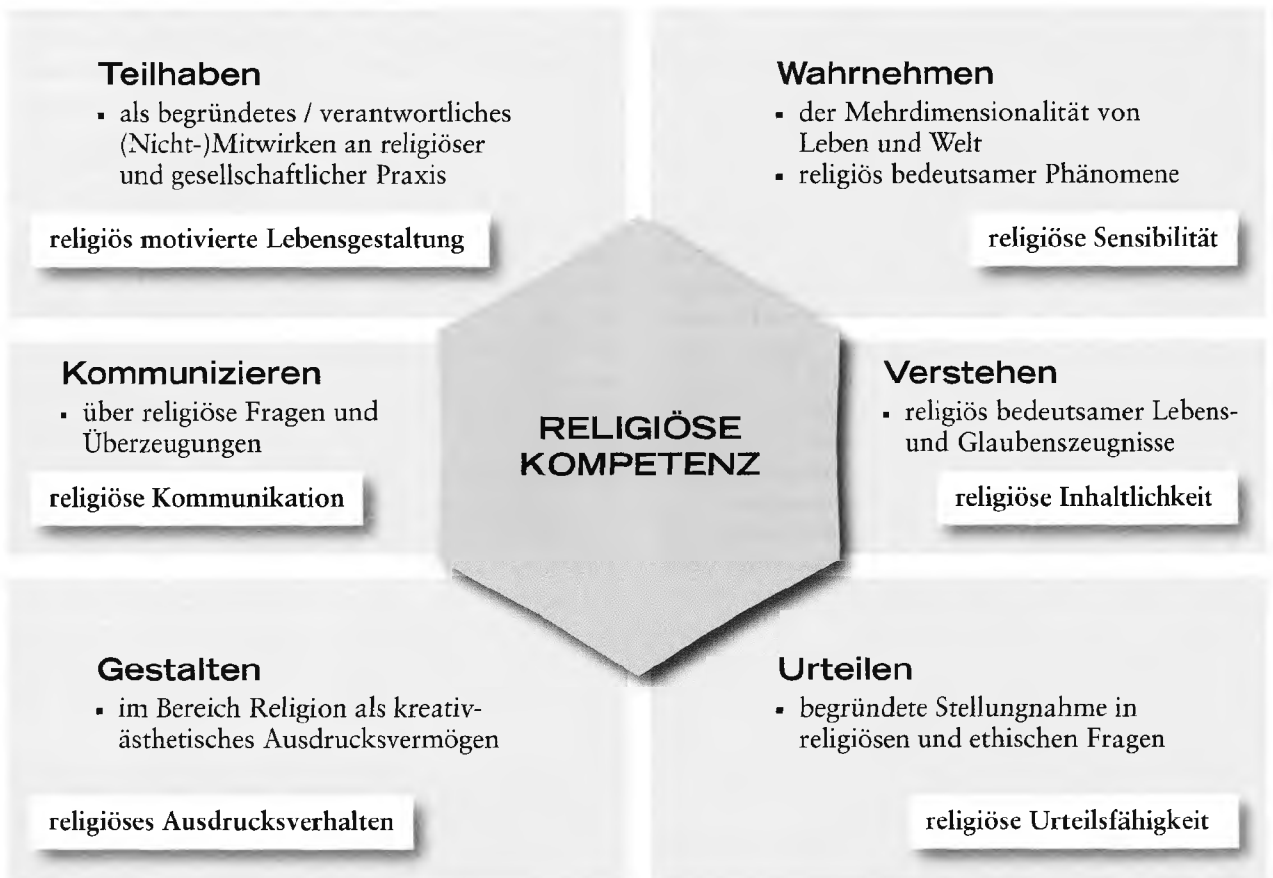 Teilhaben
▪ als begründetes / verantwortliches
(Nicht-)Mitwirken an religiöser
und gesellschaftlicher Praxis
religiös motivierte Lebensgestaltung
Wahrnehmen
▪ der Mehrdimensionalität von
Leben und Welt
▪ religiös bedeutsamer Phänomene
religiöse Sensibilität
Kommunizieren
▪ über religiöse Fragen und
Überzeugungen
religiöse Kommunikation
RELIGIÖSE
KOMPETENZ
Verstehen
▪ religiös bedeutsamer Lebens-
und Glaubenszeugnisse
religiöse Inhaltlichkeit
Gestalten
▪ im Bereich Religion als kreativ-
ästhetisches Ausdrucksvermögen
religiöses Ausdrucksverhalten
Urteilen
▪ begründete Stellungnahme in
religiösen und ethischen Fragen
religiöse Urteilsfähigkeit